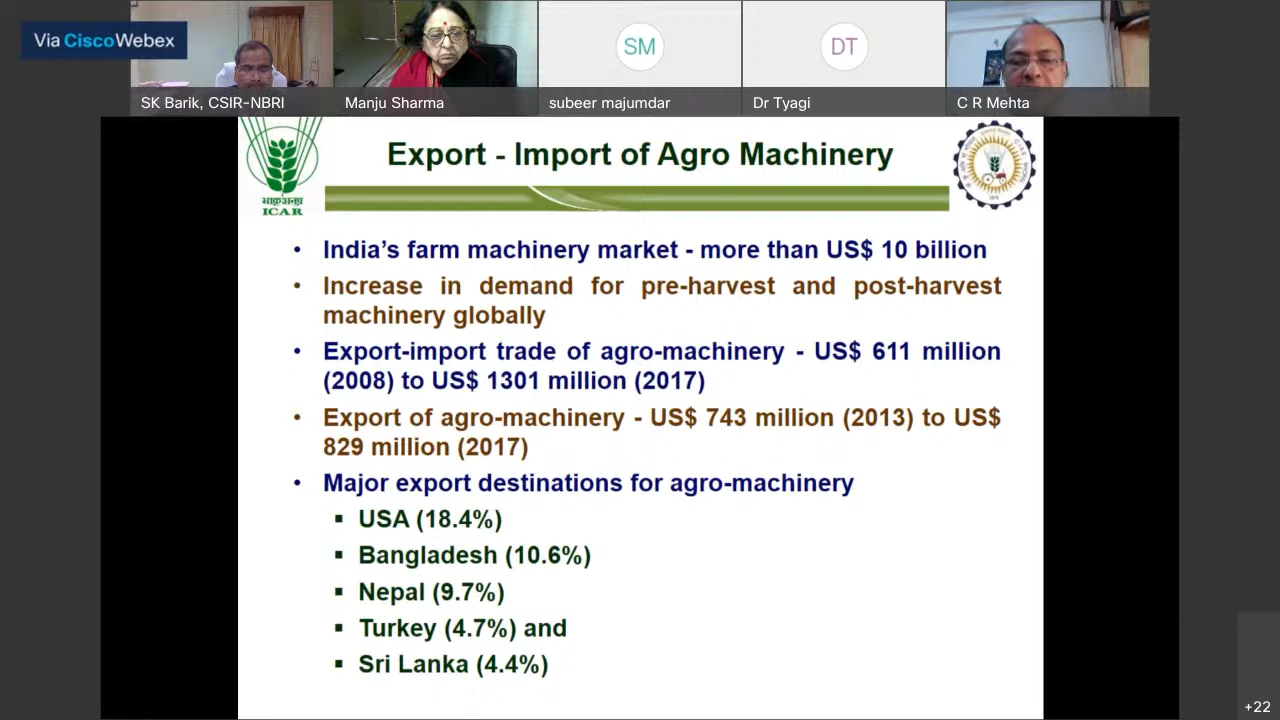 Via Cisco Webex
SK Barik, CSIR-NBRI
Manju Sharma
SM
subeer majumdar
DT
Dr Tyagi
C R Mehta
भाकृअनुप
ICAR
Export - Import of Agro Machinery
• India's farm machinery market - more than US$ 10 billion
• Increase in demand for pre-harvest and post-harvest
machinery globally
• Export-import trade of agro-machinery - US$ 611 million
(2008) to US$ 1301 million (2017)
• Export of agro-machinery - US$ 743 million (2013) to US$
829 million (2017)
• Major export destinations for agro-machinery
▪ USA (18.4%)
▪ Bangladesh (10.6%)
▪ Nepal (9.7%)
▪ Turkey (4.7%) and
▪ Sri Lanka (4.4%)
+22